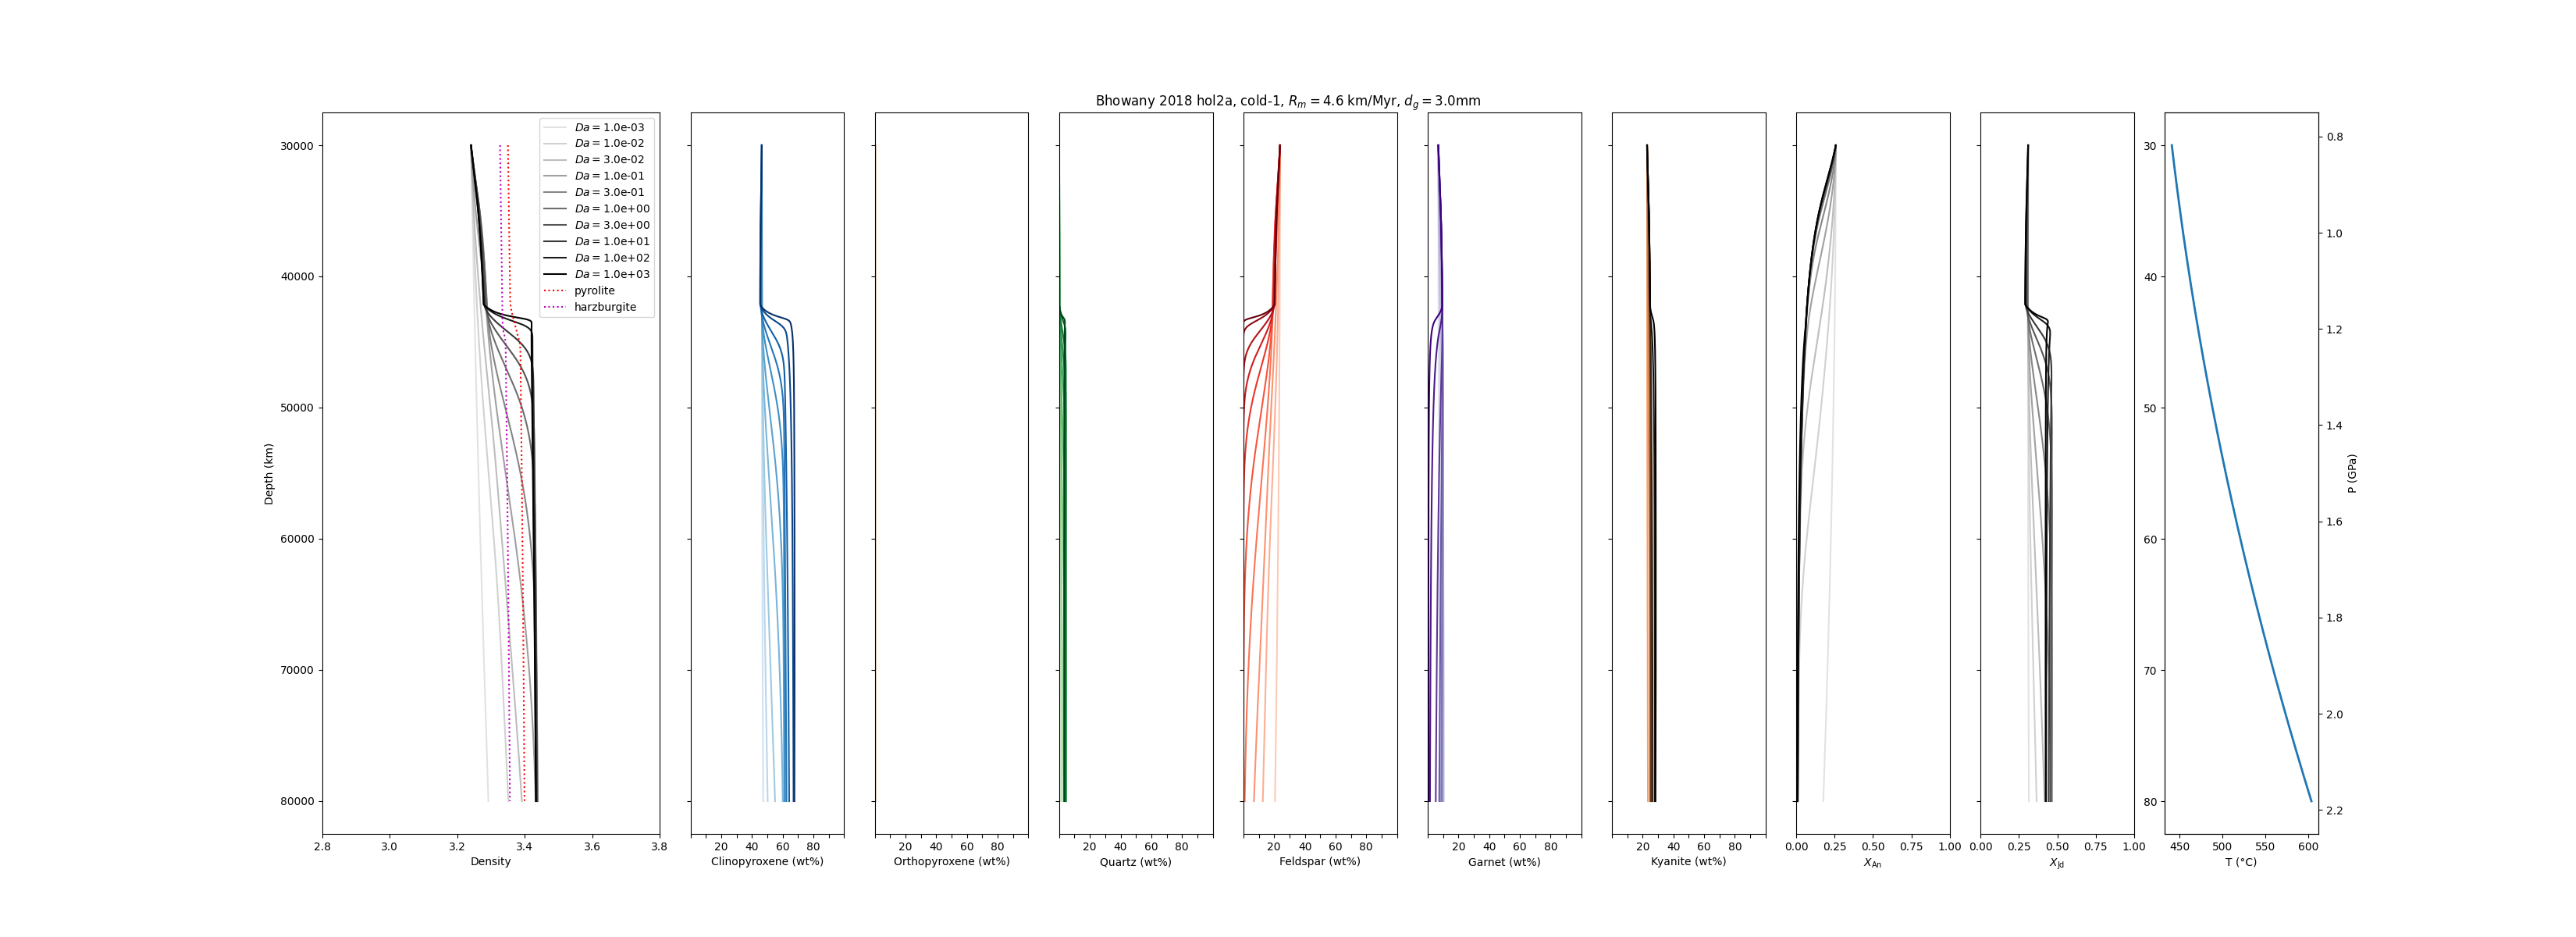 Bhowany 2018 hol2a, cold-1, R_m = 4.6 km/Myr, d_g = 3.0mm
Da = 1.0e-03
Da = 1.0e-02
Da = 3.0e-02
Da = 1.0e-01
Da = 3.0e-01
Da = 1.0e+00
Da = 3.0e+00
Da = 1.0e+01
Da = 1.0e+02
Da = 1.0e+03
pyrolite
harzburgite
Depth (km)
30000
40000
50000
60000
70000
80000
2.8 3.0 3.2 3.4 3.6 3.8
Density
20 40 60 80
Clinopyroxene (wt%)
20 40 60 80
Orthopyroxene (wt%)
20 40 60 80
Quartz (wt%)
20 40 60 80
Feldspar (wt%)
20 40 60 80
Garnet (wt%)
20 40 60 80
Kyanite (wt%)
0.00 0.25 0.50 0.75 1.00
X_An
0.00 0.25 0.50 0.75 1.00
X_Jd
30
40
50
60
70
80
450 500 550 600
T (°C)
0.8
1.0
1.2
1.4
1.6
1.8
2.0
2.2
P (GPa)